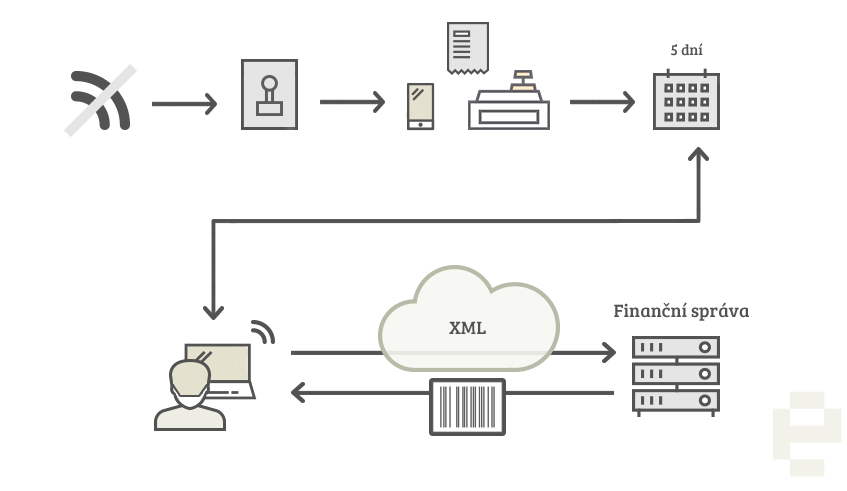 5 dní
XML
Finanční správa
e